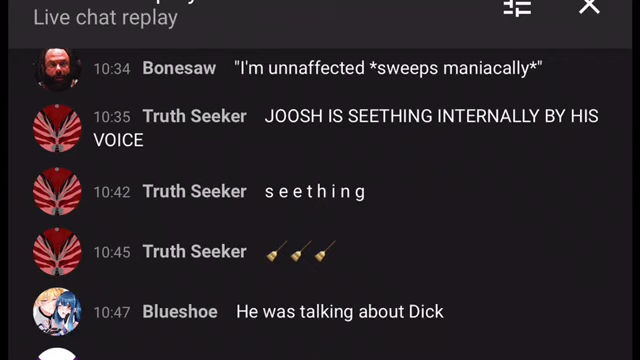 Live chat replay
10:34 Bonesaw "I'm unnaffected *sweeps maniacally*"
10:35 Truth Seeker JOOSH IS SEETHING INTERNALLY BY HIS
VOICE
10:42 Truth Seeker s e e t h i n g
10:45 Truth Seeker 🧹🧹🧹
10:47 Blueshoe He was talking about Dick